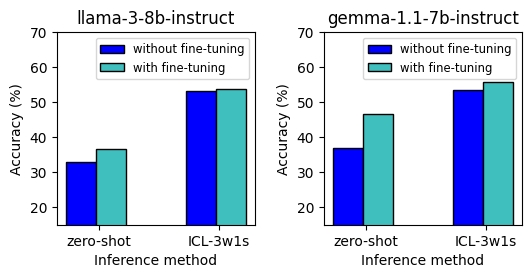 llama-3-8b-instruct
70
60
50
40
30
20
Accuracy (%)
without fine-tuning
with fine-tuning
zero-shot
ICL-3w1s
Inference method
gemma-1.1-7b-instruct
70
60
50
40
30
20
Accuracy (%)
without fine-tuning
with fine-tuning
zero-shot
ICL-3w1s
Inference method